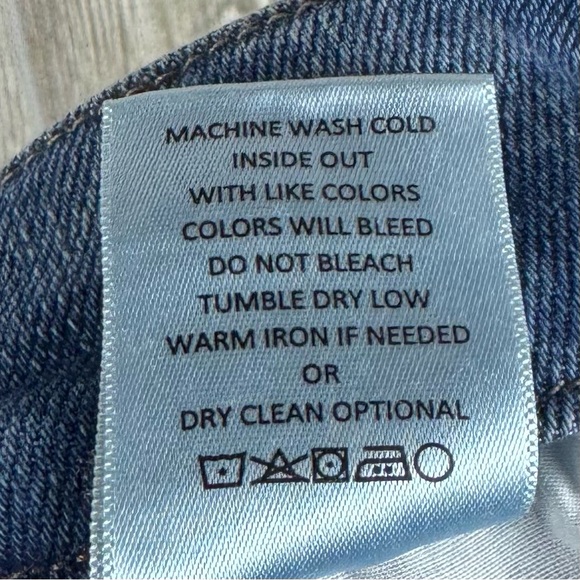 MACHINE WASH COLD
INSIDE OUT
WITH LIKE COLORS
COLORS WILL BLEED
DO NOT BLEACH
TUMBLE DRY LOW
WARM IRON IF NEEDED
OR
DRY CLEAN OPTIONAL